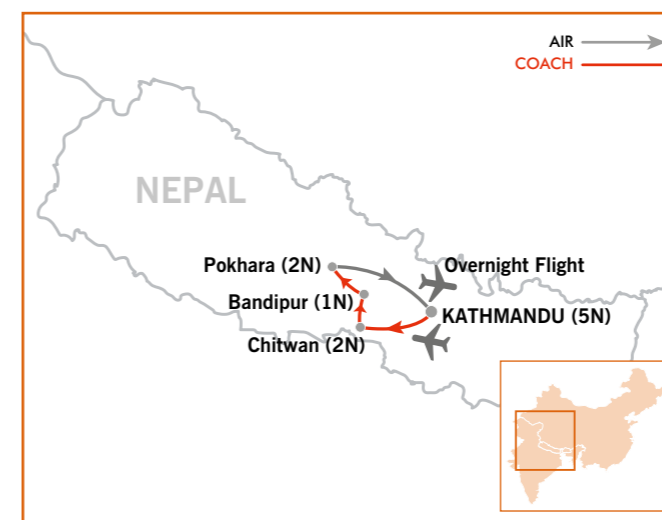 AIR
COACH
NEPAL
Pokhara (2N)
Overnight Flight
Bandipur (1N)
KATHMANDU (5N)
Chitwan (2N)